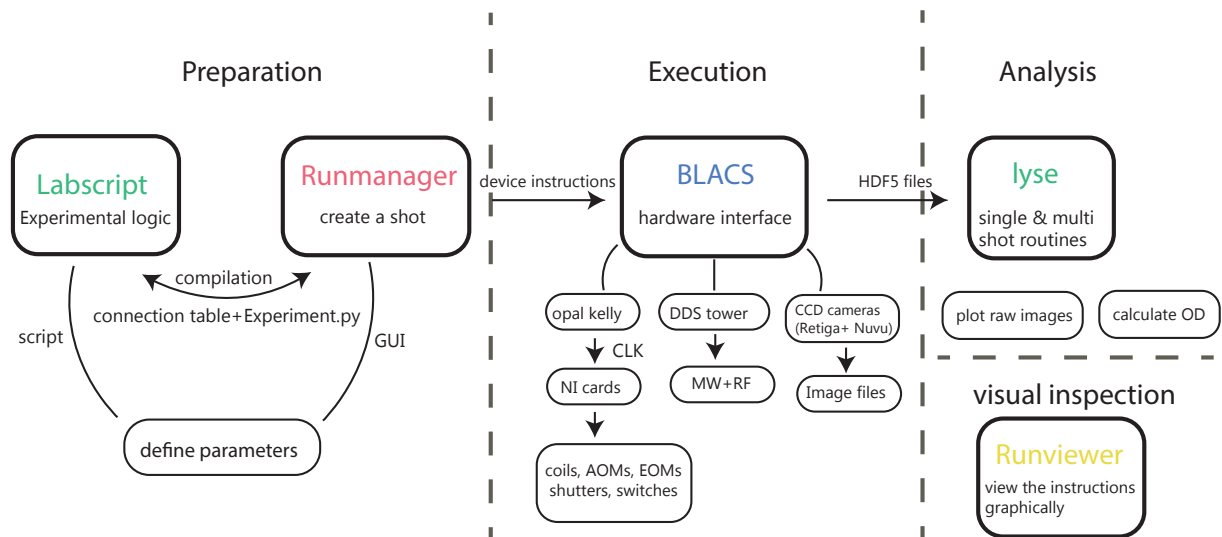 Preparation
Labscript
Experimental logic
Runmanager
create a shot
compilation
connection table+Experiment.py
script
GUI
define parameters
device instructions
Execution
BLACS
hardware interface
opal kelly
CLK
NI cards
coils, AOMs, EOMs
shutters, switches
DDS tower
MW+RF
CCD cameras
(Retiga+ Nuvu)
Image files
HDF5 files
Analysis
lyse
single & multi
shot routines
plot raw images
calculate OD
visual inspection
Runviewer
view the instructions
graphically